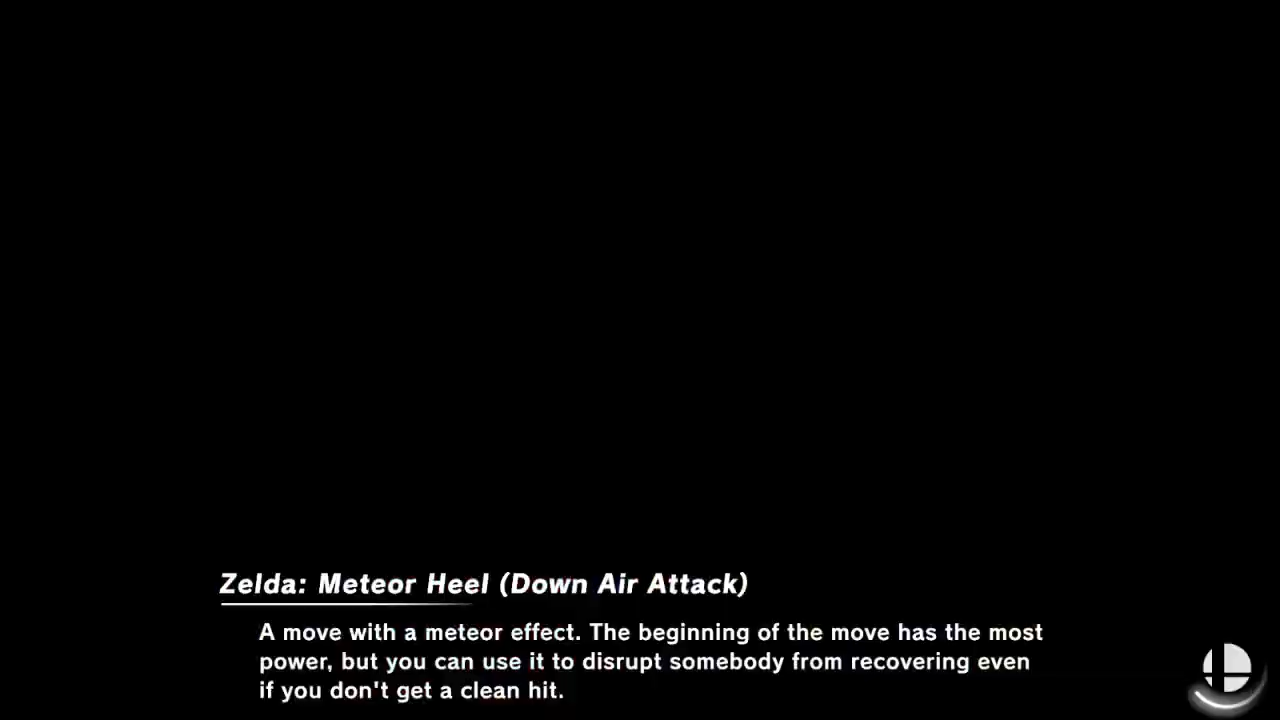 Zelda: Meteor Heel (Down Air Attack)
A move with a meteor effect. The beginning of the move has the most
power, but you can use it to disrupt somebody from recovering even
if you don't get a clean hit.